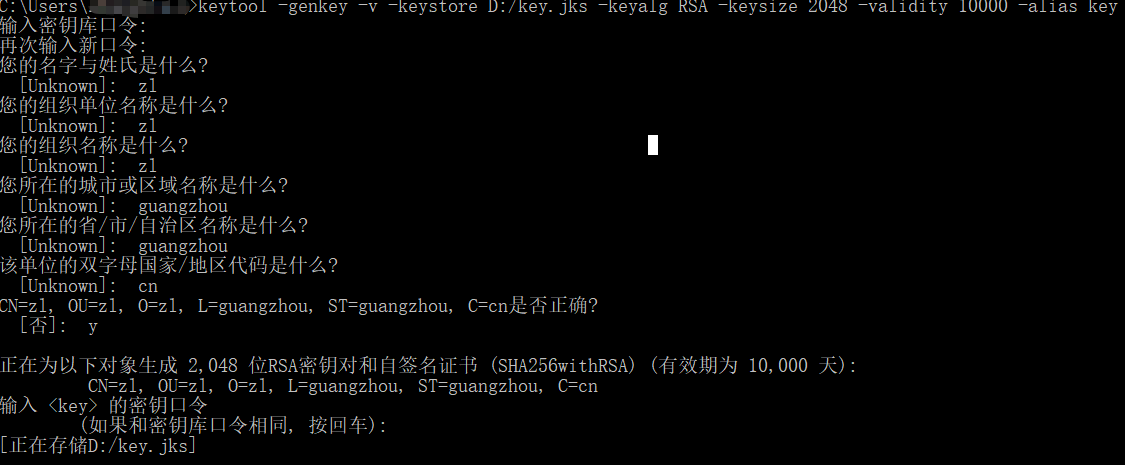 C:\Users\>keytool -genkey -v -keystore D:/key.jks -keyalg RSA -keysize 2048 -validity 10000 -alias key
输入密钥库口令:
再次输入新口令:
您的名字与姓氏是什么?
[Unknown]: zl
您的组织单位名称是什么?
[Unknown]: zl
您的组织名称是什么?
[Unknown]: zl
您所在的城市或区域名称是什么?
[Unknown]: guangzhou
您所在的省/市/自治区名称是什么?
[Unknown]: guangzhou
该单位的双字母国家/地区代码是什么?
[Unknown]: cn
CN=zl, OU=zl, O=zl, L=guangzhou, ST=guangzhou, C=cn是否正确?
[否]: y
正在为以下对象生成 2,048 位RSA密钥对和自签名证书 (SHA256withRSA) (有效期为 10,000 天):
CN=zl, OU=zl, O=zl, L=guangzhou, ST=guangzhou, C=cn
输入 <key> 的密钥口令
(如果和密钥库口令相同, 按回车):
[正在存储D:/key.jks]